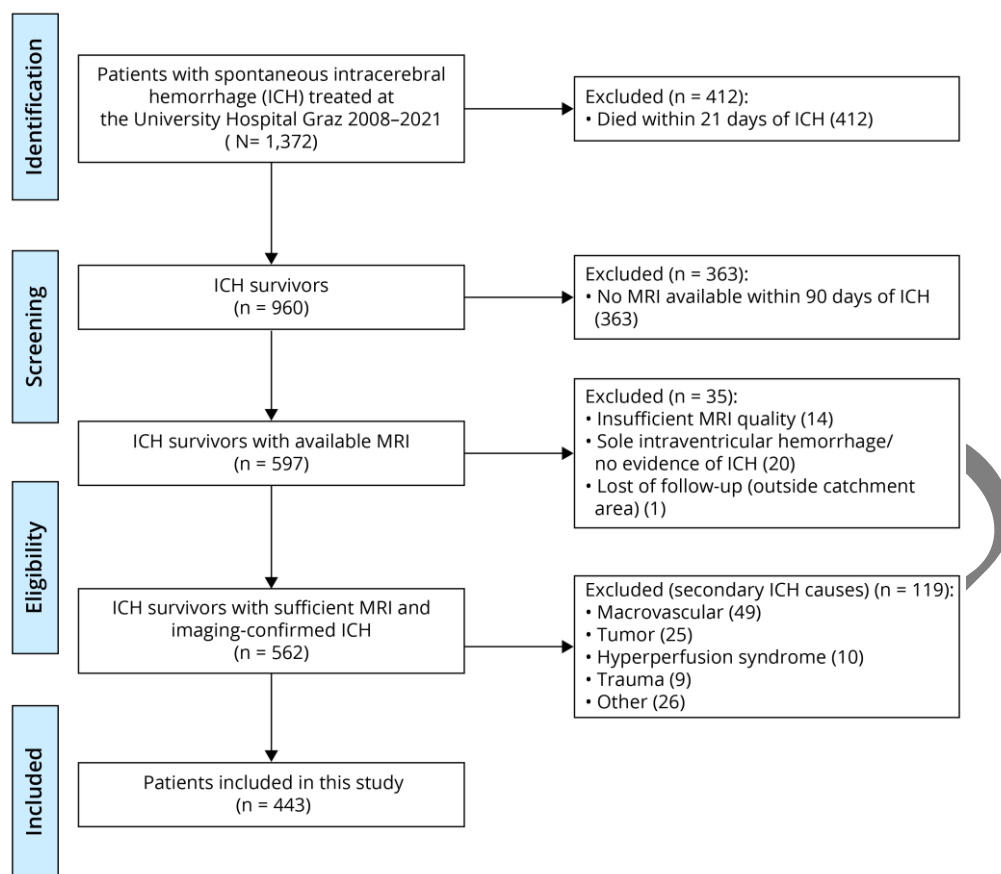 Identification
Patients with spontaneous intracerebral
hemorrhage (ICH) treated at
the University Hospital Graz 2008–2021
( N= 1,372)
Excluded (n = 412):
• Died within 21 days of ICH (412)
Screening
ICH survivors
(n = 960)
Excluded (n = 363):
• No MRI available within 90 days of ICH
(363)
ICH survivors with available MRI
(n = 597)
Excluded (n = 35):
• Insufficient MRI quality (14)
• Sole intraventricular hemorrhage/
no evidence of ICH (20)
• Lost of follow-up (outside catchment
area) (1)
Eligibility
ICH survivors with sufficient MRI and
imaging-confirmed ICH
(n = 562)
Excluded (secondary ICH causes) (n = 119):
• Macrovascular (49)
• Tumor (25)
• Hyperperfusion syndrome (10)
• Trauma (9)
• Other (26)
Included
Patients included in this study
(n = 443)